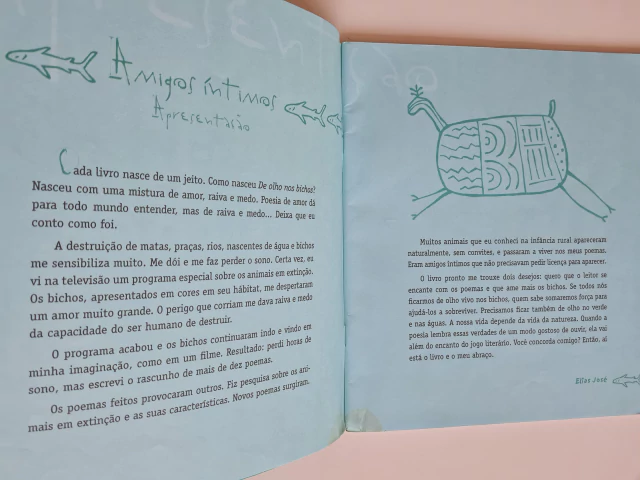 Amigos íntimos
Apresentação
Cada livro nasce de um jeito. Como nasceu De olho nos bichos?
Nasceu com uma mistura de amor, raiva e medo. Poesia de amor dá
para todo mundo entender, mas de raiva e medo... Deixa que eu
conto como foi.
A destruição de matas, praças, rios, nascentes de água e bichos
me sensibiliza muito. Me dói e me faz perder o sono. Certa vez, eu
vi na televisão um programa especial sobre os animais em extinção.
Os bichos, apresentados em cores em seu hábitat, me despertaram
um amor muito grande. O perigo que corriam me dava raiva e medo
da capacidade do ser humano de destruir.
O programa acabou e os bichos continuaram indo e vindo em
minha imaginação, como em um filme. Resultado: perdi horas de
sono, mas escrevi o rascunho de mais de dez poemas.
Os poemas feitos provocaram outros. Fiz pesquisa sobre os ani-
mais em extinção e as suas características. Novos poemas surgiram.
Muitos animais que eu conheci na infância rural apareceram
naturalmente, sem convites, e passaram a viver nos meus poemas.
Eram amigos íntimos que não precisavam pedir licença para aparecer.
O livro pronto me trouxe dois desejos: quero que o leitor se
encante com os poemas e que ame mais os bichos. Se todos nós
ficarmos de olho vivo nos bichos, quem sabe somaremos força para
ajudá-los a sobreviver. Precisamos ficar também de olho no verde
e nas águas. A nossa vida depende da vida da natureza. Quando a
poesia lembra essas verdades de um modo gostoso de ouvir, ela vai
além do encanto do jogo literário. Você concorda comigo? Então, aí
está o livro e o meu abraço.
Elias José